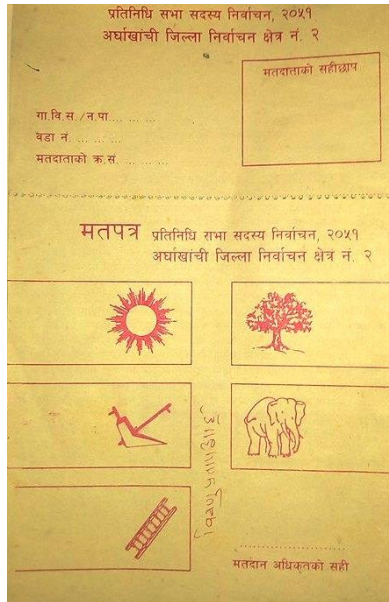 प्रतिनिधि सभा सदस्य निर्वाचन, २०५१
अर्घाखांची जिल्ला निर्वाचन क्षेत्र नं. २
मतदाताको सहीछाप
गा.वि.स./न.पा.... ... ...
वडा नं. ... ... ...
मतदाताको क्र.सं. ... ... ...
मतपत्र प्रतिनिधि सभा सदस्य निर्वाचन, २०५१
अर्घाखांची जिल्ला निर्वाचन क्षेत्र नं. २
मतदान अधिकृतको सही